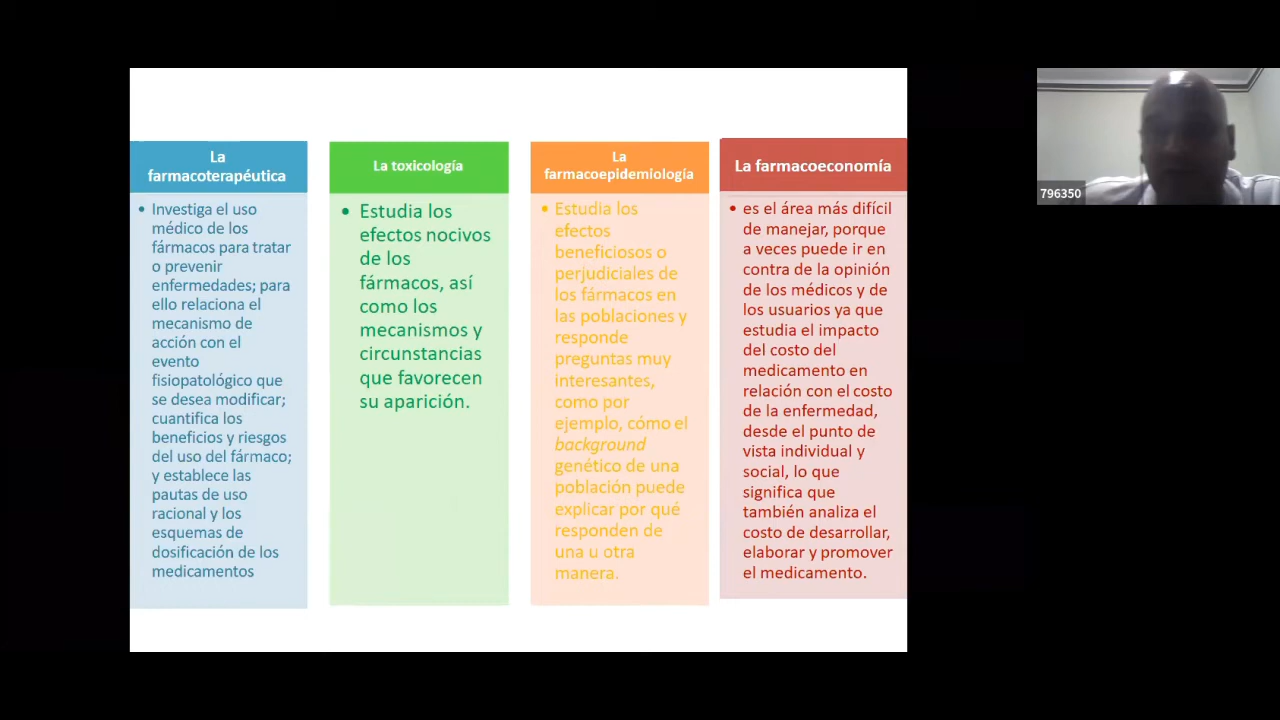 La
farmacoterapéutica
• Investiga el uso
médico de los
fármacos para tratar
o prevenir
enfermedades; para
ello relaciona el
mecanismo de
acción con el
evento
fisiopatológico que
se desea modificar;
cuantifica los
beneficios y riesgos
del uso del fármaco;
y establece las
pautas de uso
racional y los
esquemas de
dosificación de los
medicamentos
La toxicología
• Estudia los
efectos nocivos
de los
fármacos, así
como los
mecanismos y
circunstancias
que favorecen
su aparición.
La
farmacoepidemiología
• Estudia los
efectos
beneficiosos o
perjudiciales de
los fármacos en
las poblaciones y
responde
preguntas muy
interesantes,
como por
ejemplo, cómo el
background
genético de una
población puede
explicar por qué
responden de
una u otra
manera.
La farmacoeconomía
• es el área más difícil
de manejar, porque
a veces puede ir en
contra de la opinión
de los médicos y de
los usuarios ya que
estudia el impacto
del costo del
medicamento en
relación con el costo
de la enfermedad,
desde el punto de
vista individual y
social, lo que
significa que
también analiza el
costo de desarrollar,
elaborar y promover
el medicamento.
796350